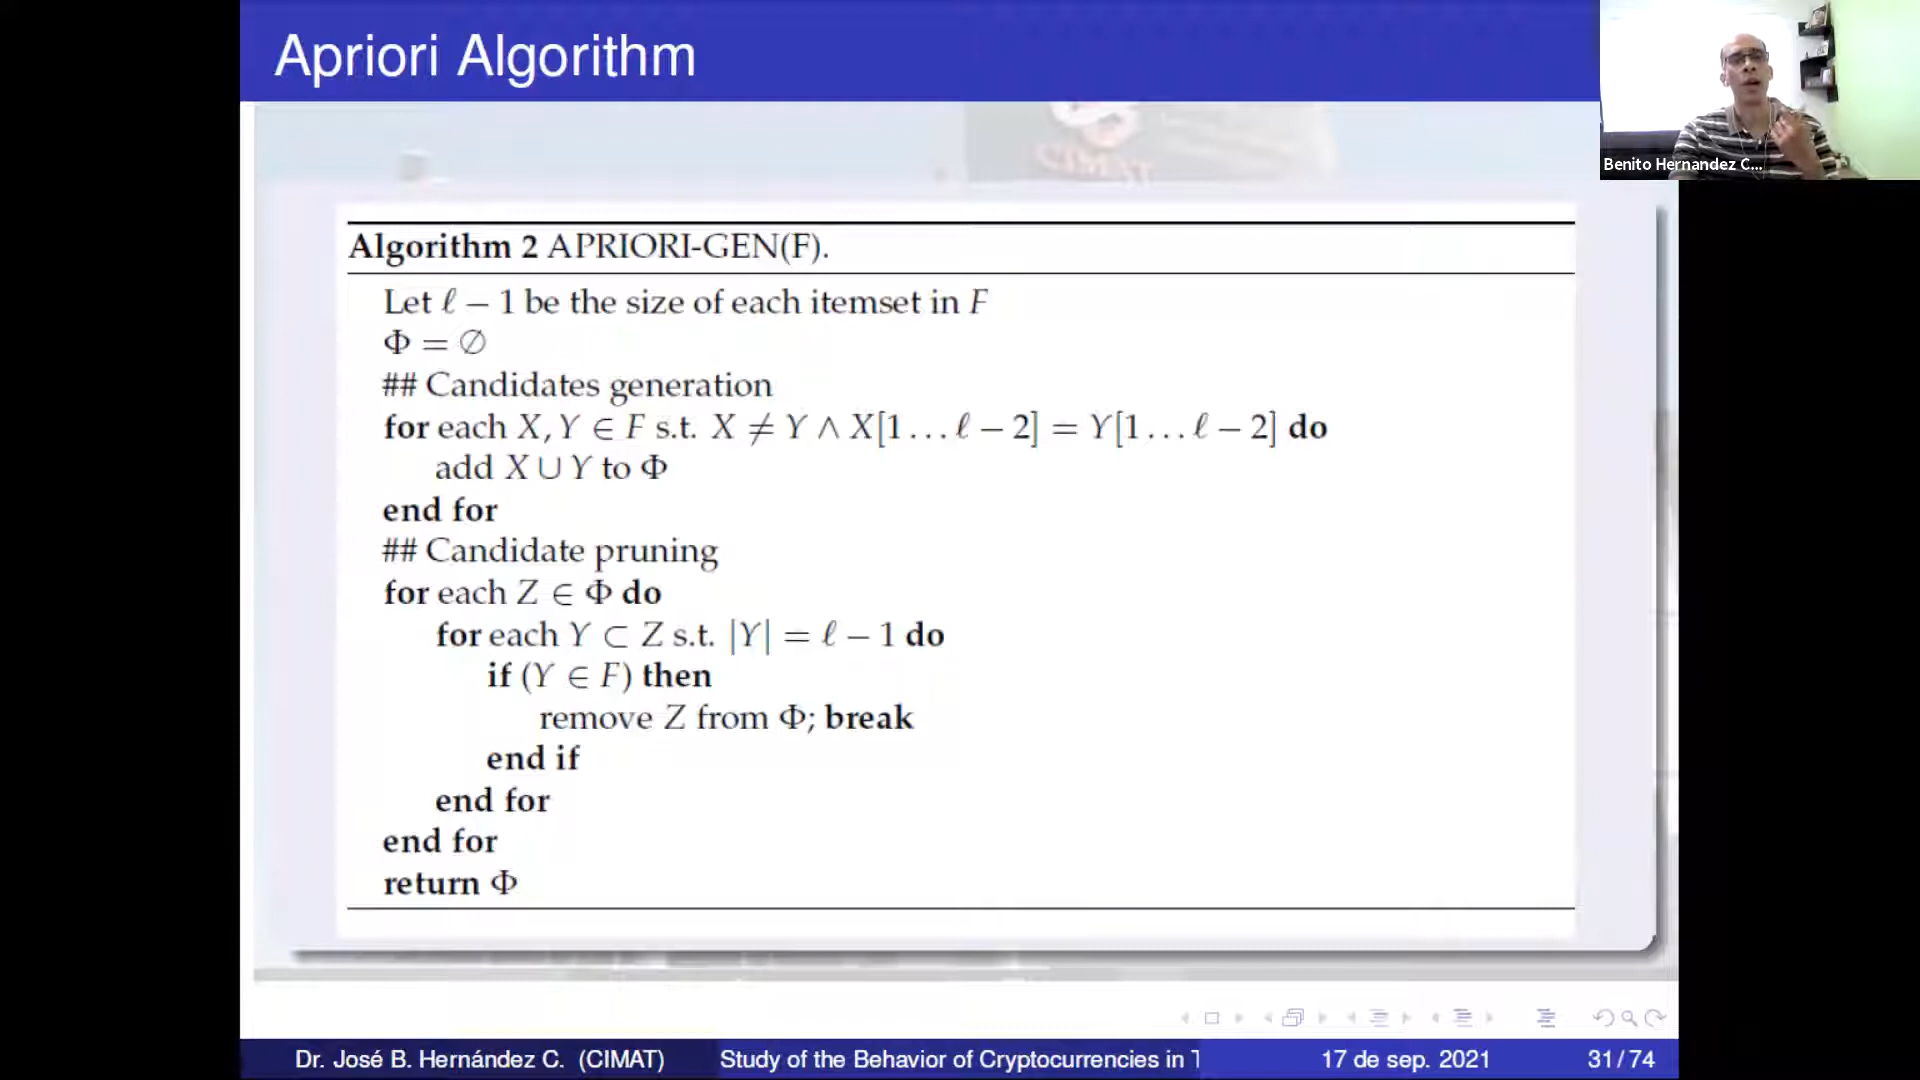 Apriori Algorithm
Benito Hernandez C...
CIMAT
Algorithm 2 APRIORI-GEN(F).
Let ℓ − 1 be the size of each itemset in F
Φ = ∅
## Candidates generation
for each X, Y ∈ F s.t. X ≠ Y ∧ X[1...ℓ − 2] = Y[1...ℓ − 2] do
add X ∪ Y to Φ
end for
## Candidate pruning
for each Z ∈ Φ do
for each Y ⊂ Z s.t. |Y| = ℓ − 1 do
if (Y ∈ F) then
remove Z from Φ; break
end if
end for
end for
return Φ
Dr. José B. Hernández C. (CIMAT) Study of the Behavior of Cryptocurrencies in T 17 de sep. 2021 31/74